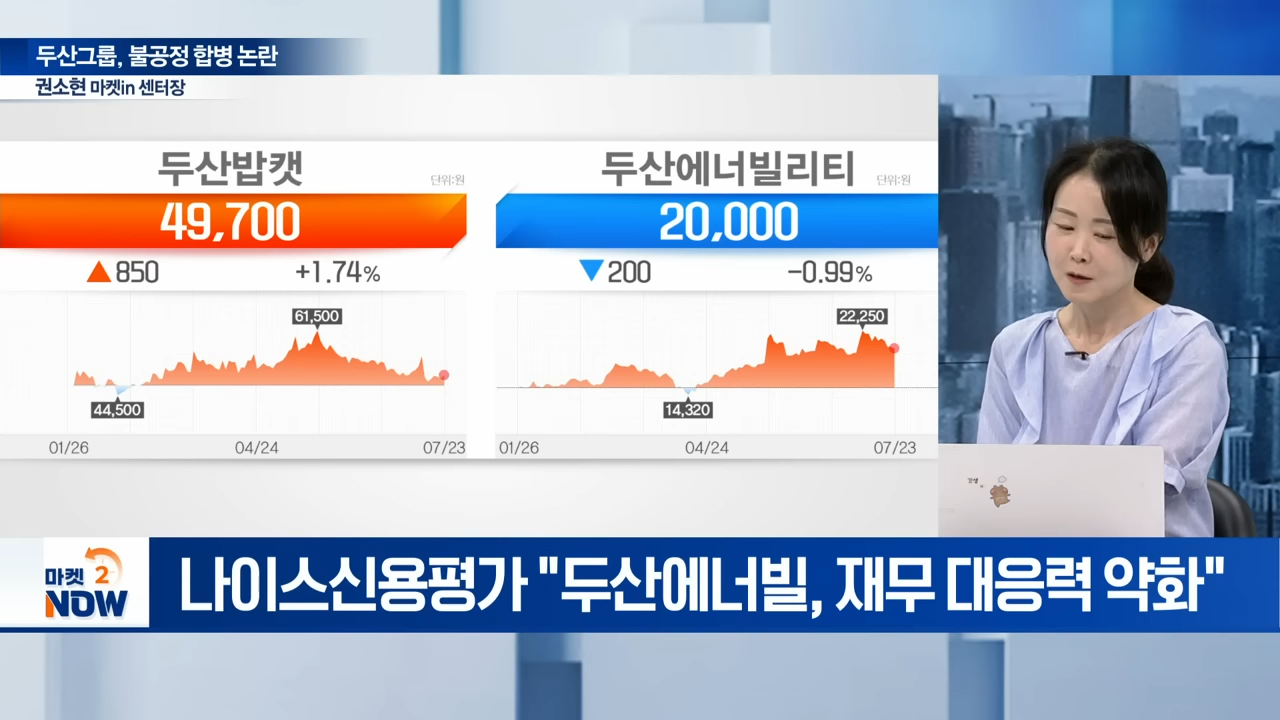 두산그룹, 불공정 합병 논란
권소현 마켓in 센터장
두산밥캣
단위:원
49,700
▲850 +1.74%
61,500
44,500
01/26 04/24 07/23
두산에너빌리티
단위:원
20,000
▼200 -0.99%
22,250
14,320
01/26 04/24 07/23
마켓 2
NOW
나이스신용평가 "두산에너빌, 재무 대응력 약화"